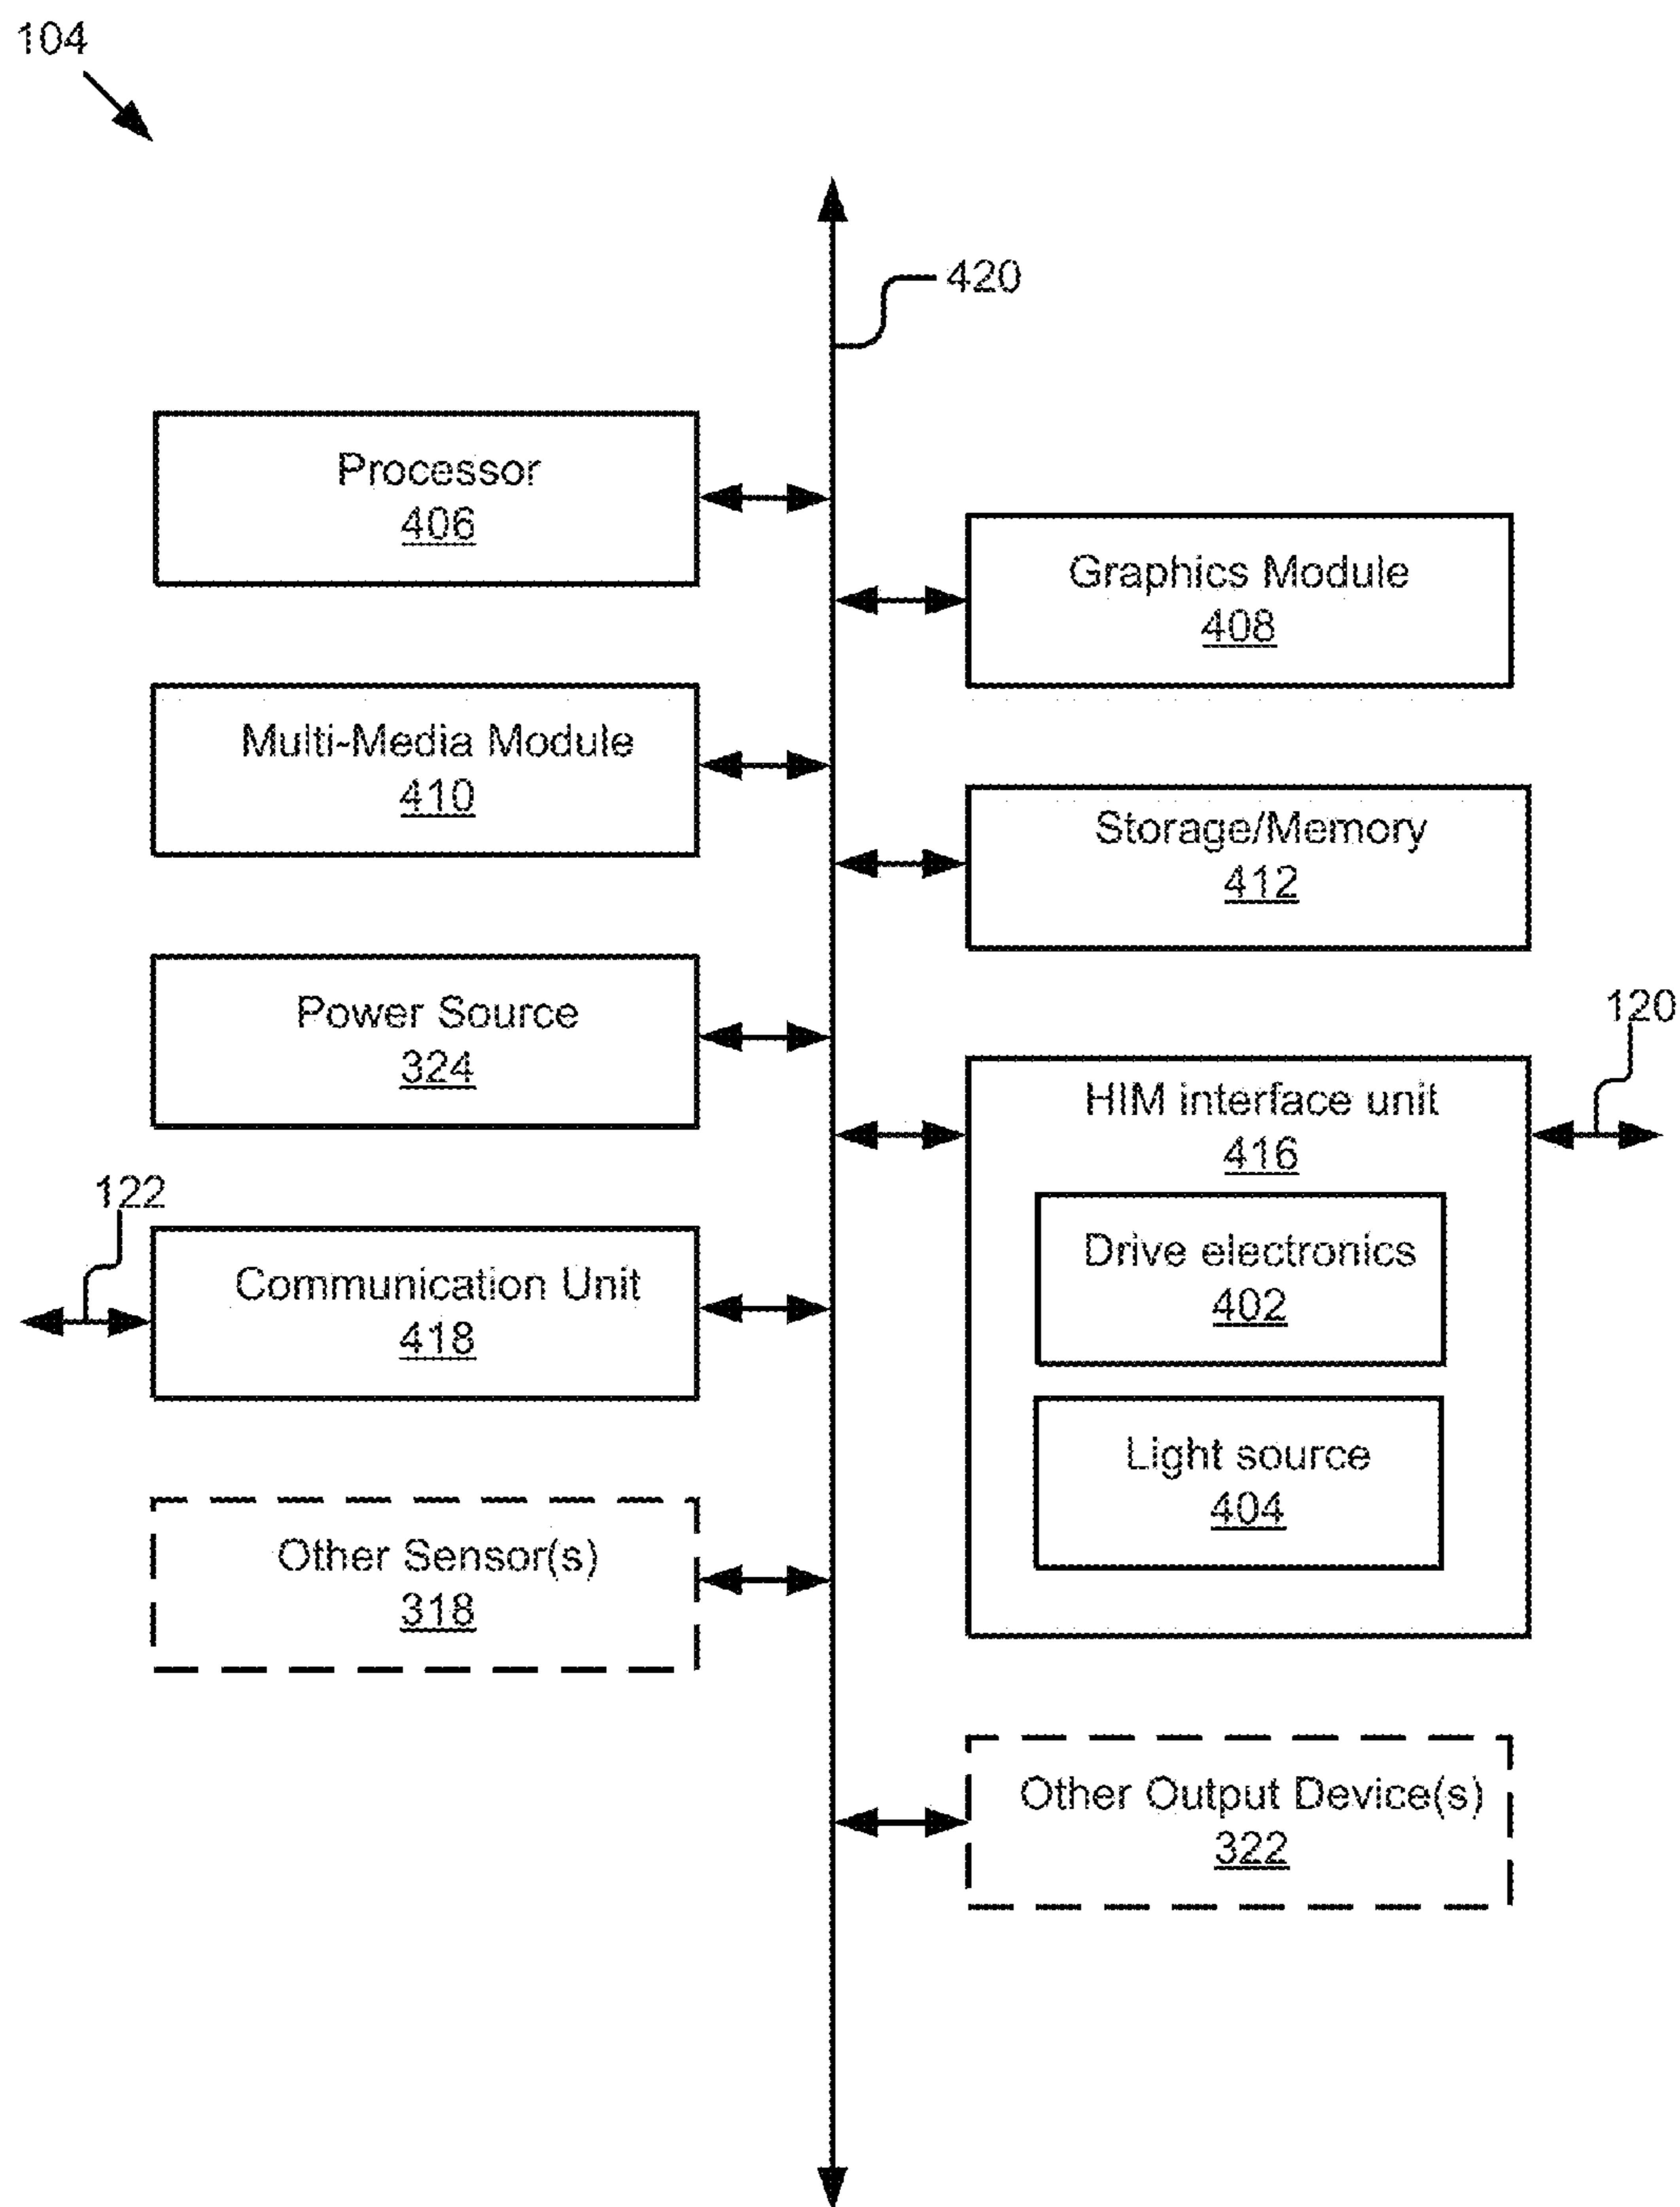 104
420
Processor
406
Graphics Module
408
Multi-Media Module
410
Storage/Memory
412
Power Source
324
120
HIM interface unit
416
122
Communication Unit
418
Drive electronics
402
Light source
404
Other Sensor(s)
318
Other Output Device(s)
322